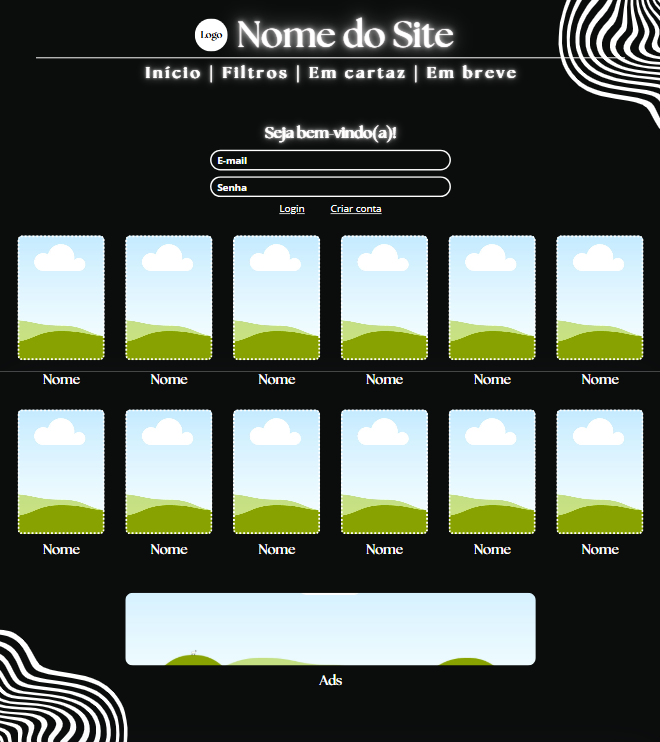 Logo Nome do Site
Início | Filtros | Em cartaz | Em breve
Seja bem-vindo(a)!
E-mail
Senha
Login Criar conta
Nome Nome Nome Nome Nome Nome
Nome Nome Nome Nome Nome Nome
Ads